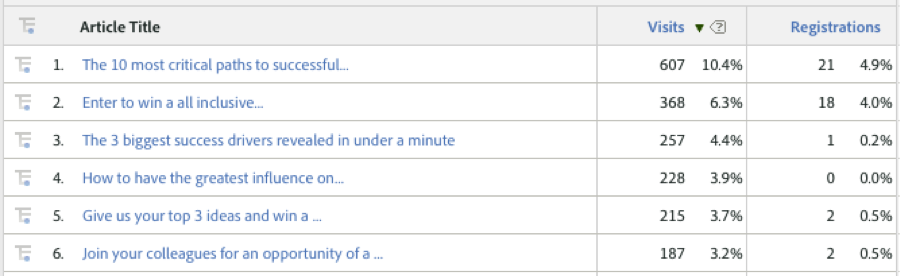 Article Title Visits Registrations
1. The 10 most critical paths to successful... 607 10.4% 21 4.9%
2. Enter to win a all inclusive... 368 6.3% 18 4.0%
3. The 3 biggest success drivers revealed in under a minute 257 4.4% 1 0.2%
4. How to have the greatest influence on... 228 3.9% 0 0.0%
5. Give us your top 3 ideas and win a ... 215 3.7% 2 0.5%
6. Join your colleagues for an opportunity of a ... 187 3.2% 2 0.5%